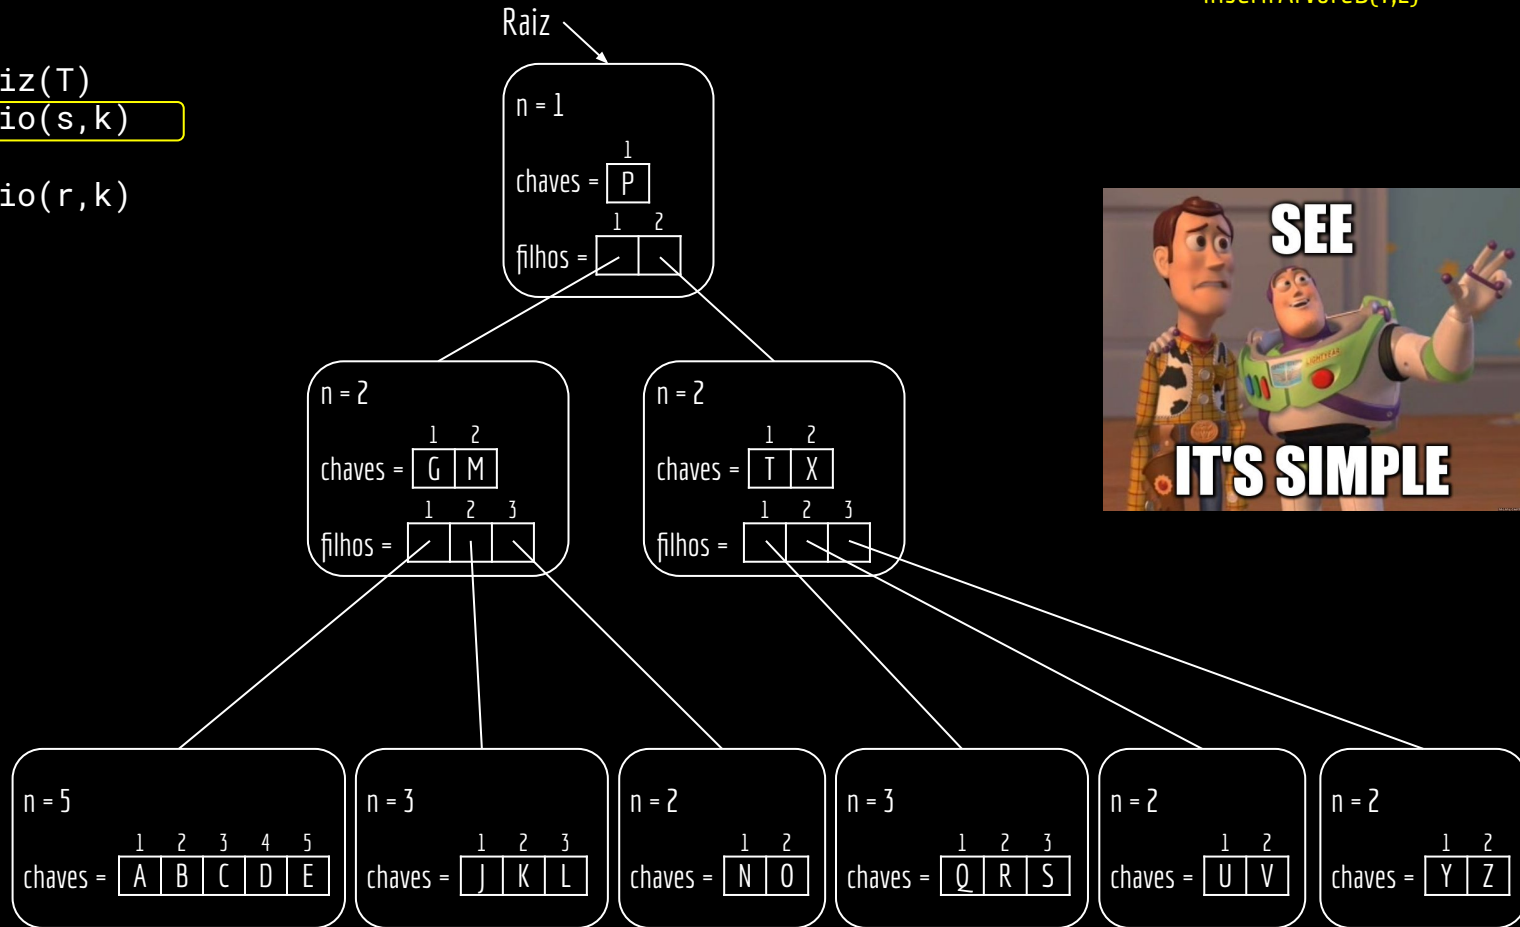 Raiz
iz(T)
io(s,k)
io(r,k)
n = 1
1
chaves = P
1 2
filhos =
SEE
IT'S SIMPLE
n = 2
1 2
chaves = G M
1 2 3
filhos =
n = 2
1 2
chaves = T X
1 2 3
filhos =
n = 5
1 2 3 4 5
chaves = A B C D E
n = 3
1 2 3
chaves = J K L
n = 2
1 2
chaves = N O
n = 3
1 2 3
chaves = Q R S
n = 2
1 2
chaves = U V
n = 2
1 2
chaves = Y Z